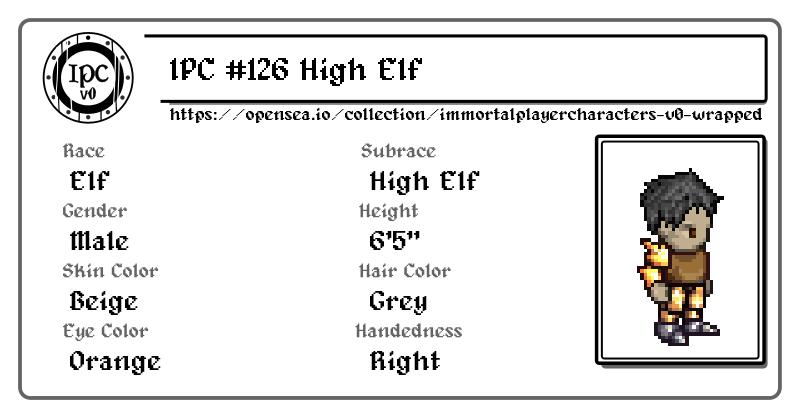 IPC
v0
IPC #126 High Elf
https://opensea.io/collection/immortalplayercharacters-v0-wrapped
Race
Subrace
Elf
High Elf
Gender
Height
Male
6'5"
Skin Color
Hair Color
Beige
Grey
Eye Color
Handedness
Orange
Right